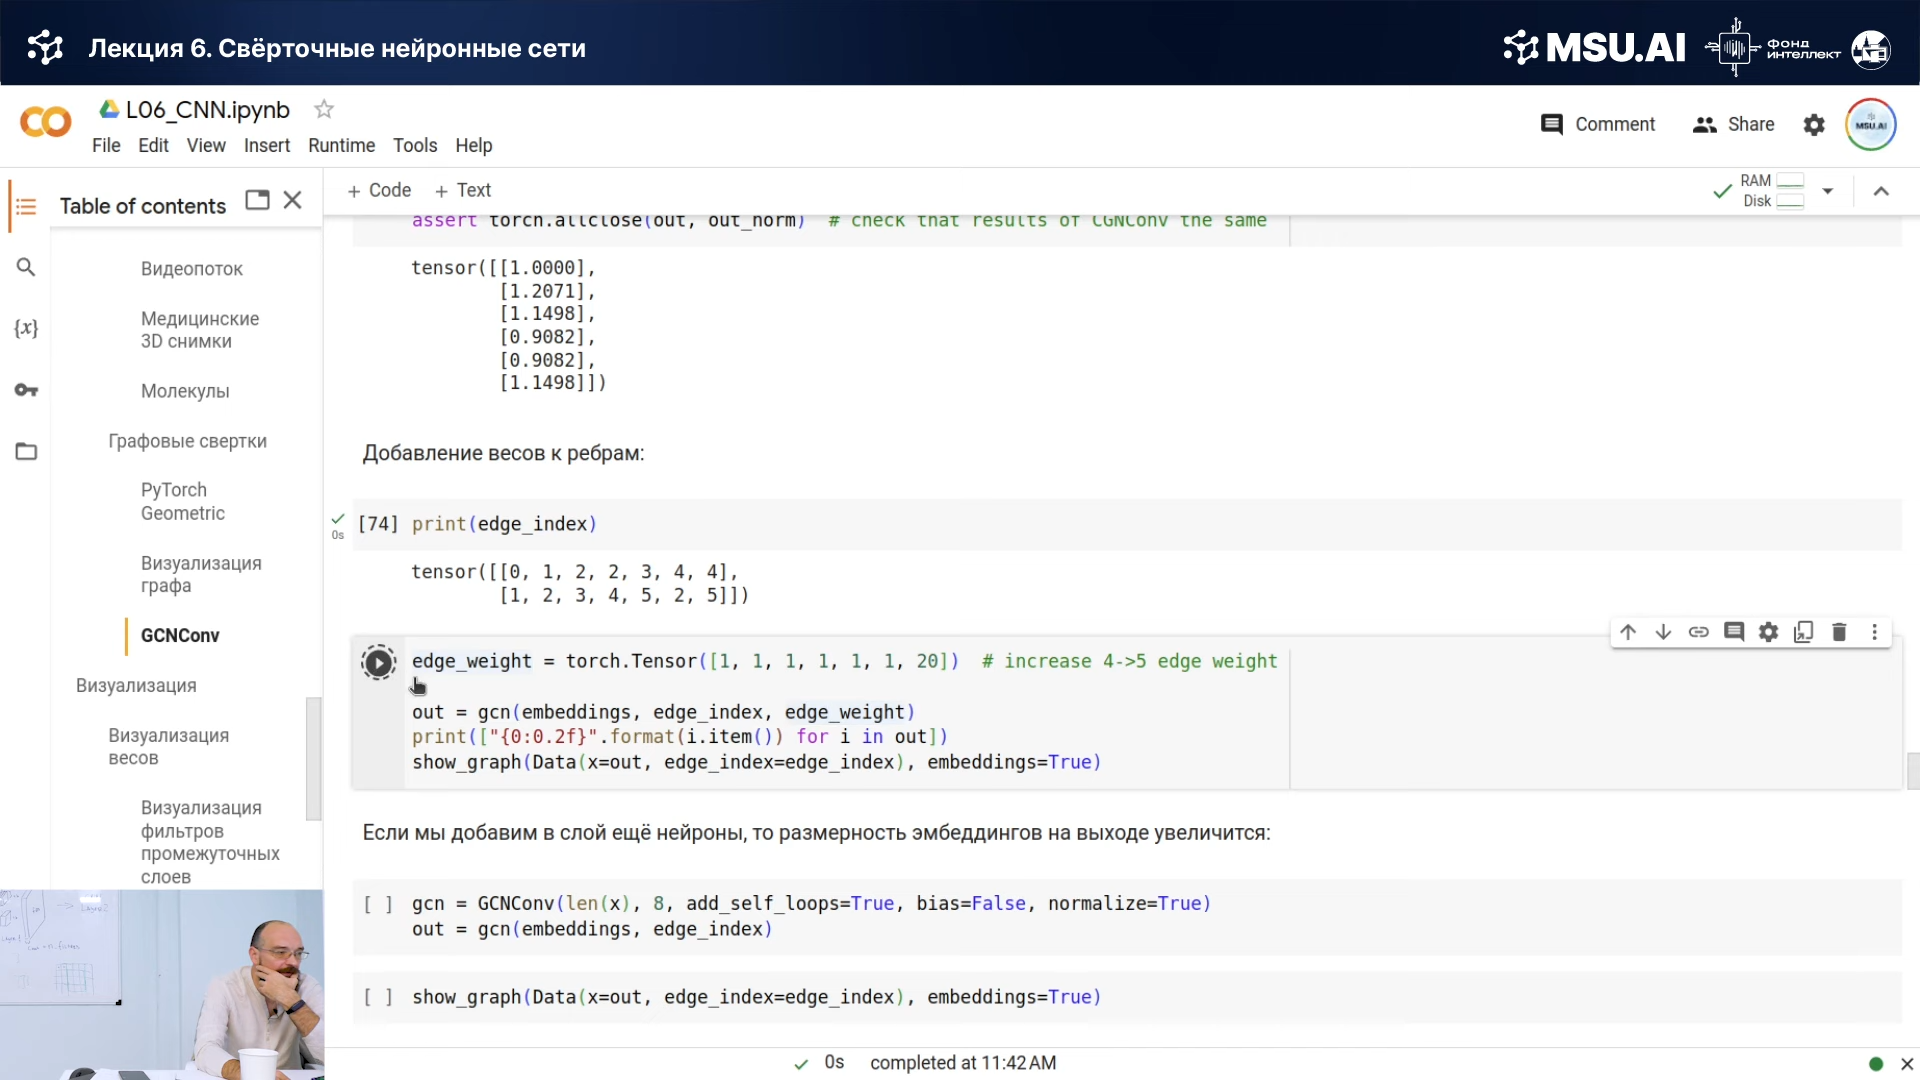 Лекция 6. Свёрточные нейронные сети
MSU.AI
ФОНД
ИНТЕЛЛЕКТ
L06_CNN.ipynb
Comment
Share
MSU.AI
File Edit View Insert Runtime Tools Help
Table of contents
+ Code + Text
RAM
Disk
Видеопоток
Медицинские
3D снимки
Молекулы
Графовые свертки
PyTorch
Geometric
Визуализация
графа
GCNConv
Визуализация
Визуализация
весов
Визуализация
фильтров
промежуточных
слоев
{x}
assert torch.allclose(out, out_norm)  # check that results of CGNConv the same
tensor([[1.0000],
[1.2071],
[1.1498],
[0.9082],
[0.9082],
[1.1498]])
Добавление весов к ребрам:
0s
[74] print(edge_index)
tensor([[0, 1, 2, 2, 3, 4, 4],
[1, 2, 3, 4, 5, 2, 5]])
edge_weight = torch.Tensor([1, 1, 1, 1, 1, 1, 20])  # increase 4->5 edge weight
out = gcn(embeddings, edge_index, edge_weight)
print(["{0:0.2f}".format(i.item()) for i in out])
show_graph(Data(x=out, edge_index=edge_index), embeddings=True)
Если мы добавим в слой ещё нейроны, то размерность эмбеддингов на выходе увеличится:
[ ] gcn = GCNConv(len(x), 8, add_self_loops=True, bias=False, normalize=True)
out = gcn(embeddings, edge_index)
[ ] show_graph(Data(x=out, edge_index=edge_index), embeddings=True)
0s completed at 11:42 AM